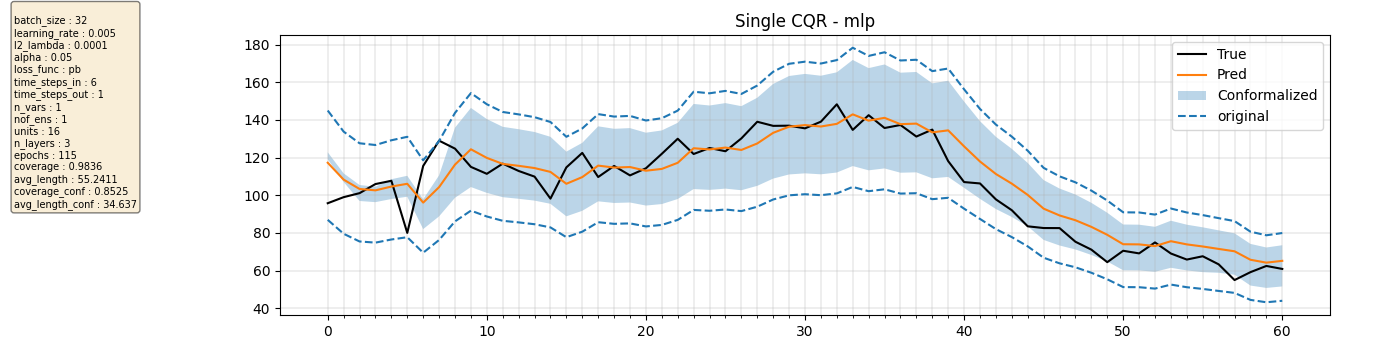 batch_size : 32
learning_rate : 0.005
l2_lambda : 0.0001
alpha : 0.05
loss_func : pb
time_steps_in : 6
time_steps_out : 1
n_vars : 1
nof_ens : 1
units : 16
n_layers : 3
epochs : 115
coverage : 0.9836
avg_length : 55.2411
coverage_conf : 0.8525
avg_length_conf : 34.637
Single CQR - mlp
180
160
140
120
100
80
60
40
0
10
20
30
40
50
60
True
Pred
Conformalized
original